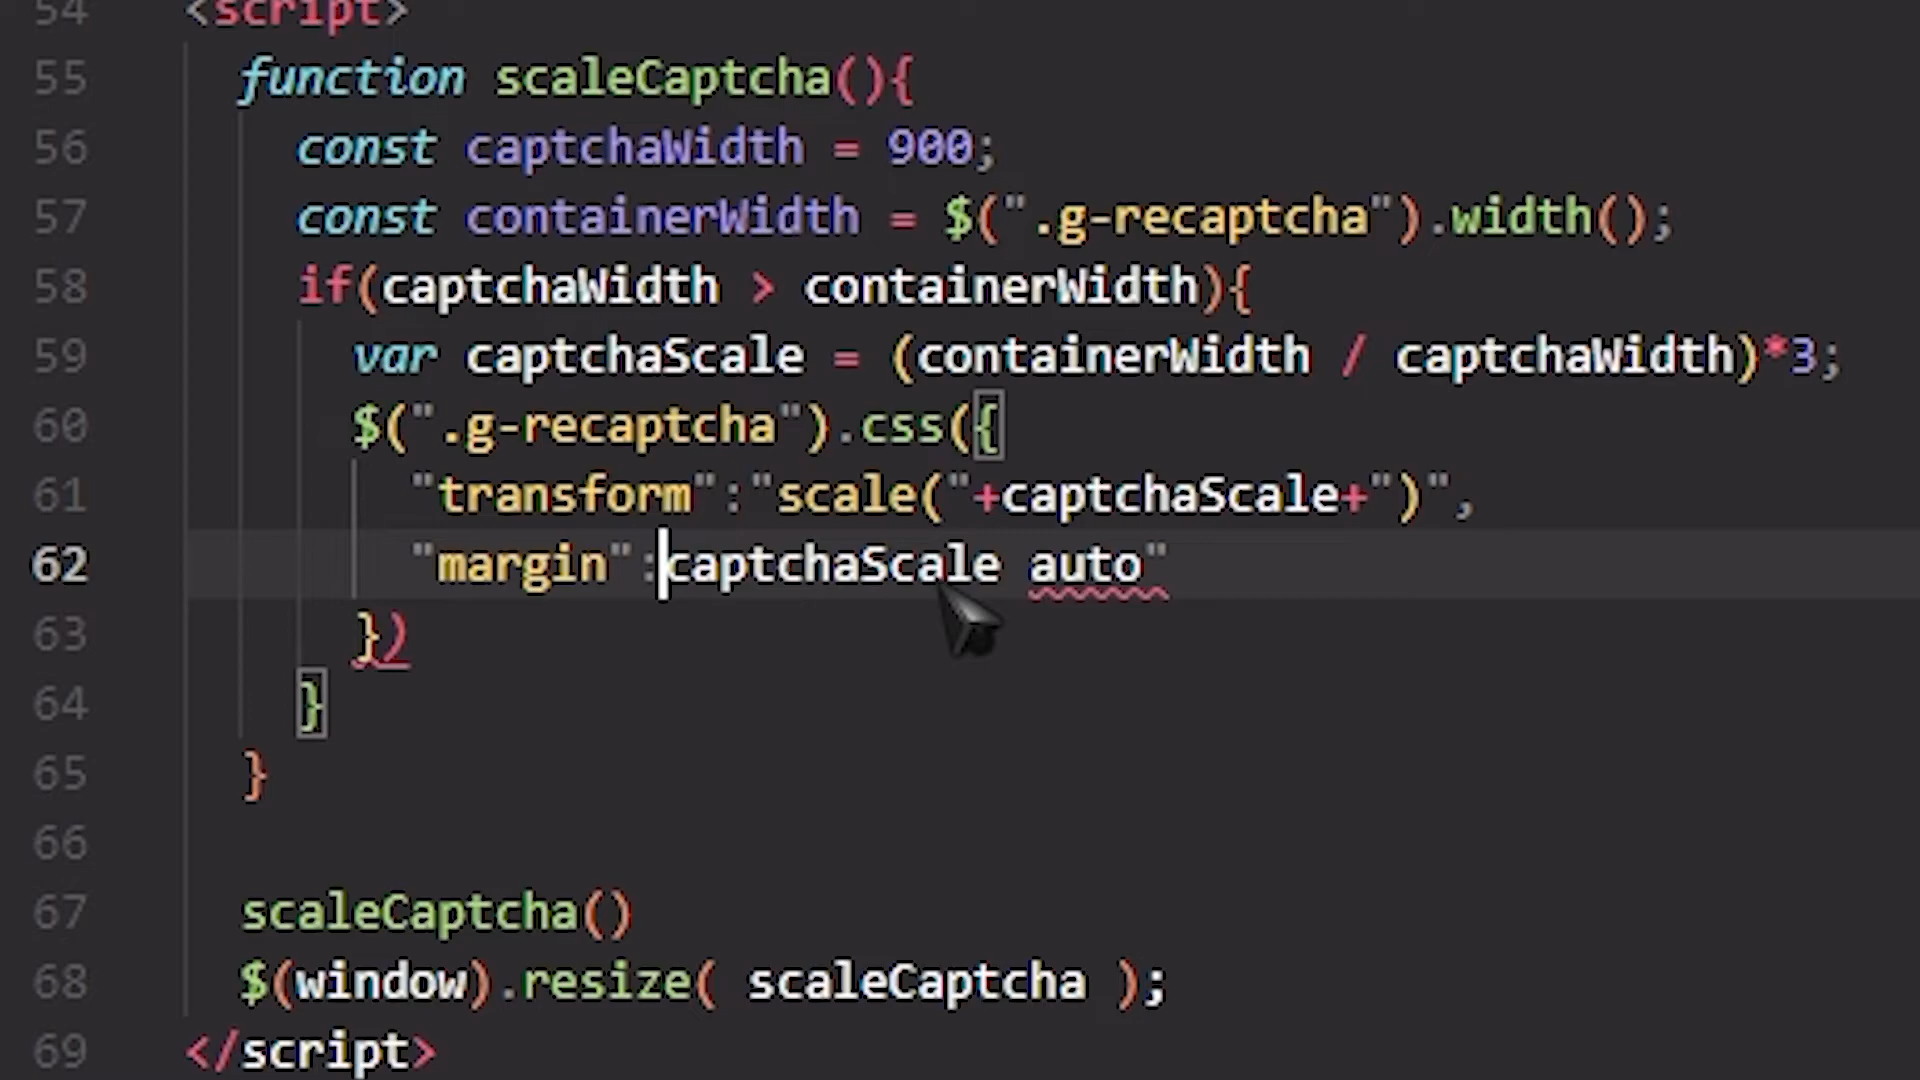 54 <script>
55 function scaleCaptcha(){
56 const captchaWidth = 900;
57 const containerWidth = $(".g-recaptcha").width();
58 if(captchaWidth > containerWidth){
59 var captchaScale = (containerWidth / captchaWidth)*3;
60 $(".g-recaptcha").css({
61 "transform":"scale("+captchaScale+")",
62 "margin":captchaScale auto"
63 })
64 }
65 }
66
67 scaleCaptcha()
68 $(window).resize( scaleCaptcha );
69 </script>